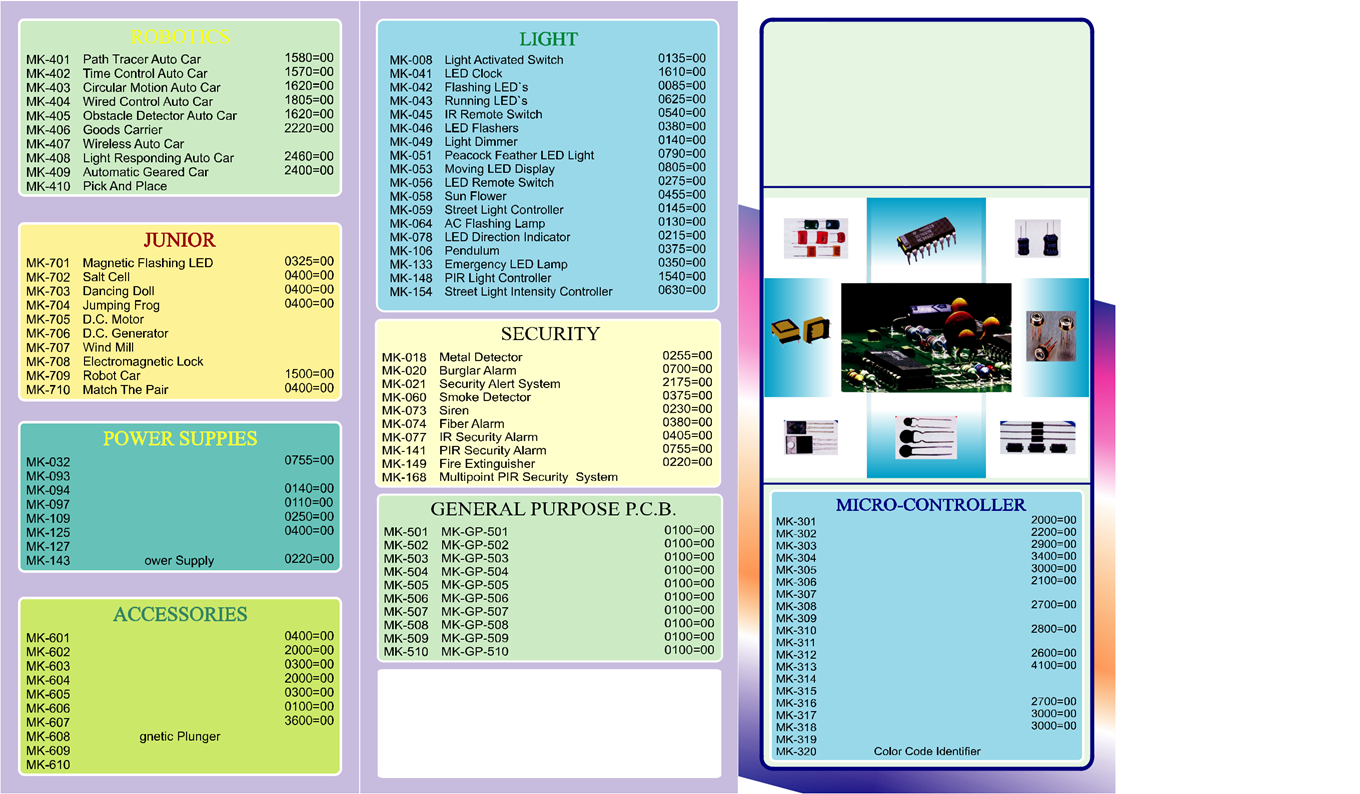 ROBOTICS
MK-401 Path Tracer Auto Car 1580=00
MK-402 Time Control Auto Car 1570=00
MK-403 Circular Motion Auto Car 1620=00
MK-404 Wired Control Auto Car 1805=00
MK-405 Obstacle Detector Auto Car 1620=00
MK-406 Goods Carrier 2220=00
MK-407 Wireless Auto Car
MK-408 Light Responding Auto Car 2460=00
MK-409 Automatic Geared Car 2400=00
MK-410 Pick And Place
JUNIOR
MK-701 Magnetic Flashing LED 0325=00
MK-702 Salt Cell 0400=00
MK-703 Dancing Doll 0400=00
MK-704 Jumping Frog 0400=00
MK-705 D.C. Motor
MK-706 D.C. Generator
MK-707 Wind Mill
MK-708 Electromagnetic Lock
MK-709 Robot Car 1500=00
MK-710 Match The Pair 0400=00
POWER SUPPIES
MK-032 0755=00
MK-093
MK-094 0140=00
MK-097 0110=00
MK-109 0250=00
MK-125 0400=00
MK-127
MK-143 ower Supply 0220=00
ACCESSORIES
MK-601 0400=00
MK-602 2000=00
MK-603 0300=00
MK-604 2000=00
MK-605 0300=00
MK-606 0100=00
MK-607 3600=00
MK-608 gnetic Plunger
MK-609
MK-610
LIGHT
MK-008 Light Activated Switch 0135=00
MK-041 LED Clock 1610=00
MK-042 Flashing LED`s 0085=00
MK-043 Running LED`s 0625=00
MK-045 IR Remote Switch 0540=00
MK-046 LED Flashers 0380=00
MK-049 Light Dimmer 0140=00
MK-051 Peacock Feather LED Light 0790=00
MK-053 Moving LED Display 0805=00
MK-056 LED Remote Switch 0275=00
MK-058 Sun Flower 0455=00
MK-059 Street Light Controller 0145=00
MK-064 AC Flashing Lamp 0130=00
MK-078 LED Direction Indicator 0215=00
MK-106 Pendulum 0375=00
MK-133 Emergency LED Lamp 0350=00
MK-148 PIR Light Controller 1540=00
MK-154 Street Light Intensity Controller 0630=00
SECURITY
MK-018 Metal Detector 0255=00
MK-020 Burglar Alarm 0700=00
MK-021 Security Alert System 2175=00
MK-060 Smoke Detector 0375=00
MK-073 Siren 0230=00
MK-074 Fiber Alarm 0380=00
MK-077 IR Security Alarm 0405=00
MK-141 PIR Security Alarm 0755=00
MK-149 Fire Extinguisher 0220=00
MK-168 Multipoint PIR Security System
GENERAL PURPOSE P.C.B.
MK-501 MK-GP-501 0100=00
MK-502 MK-GP-502 0100=00
MK-503 MK-GP-503 0100=00
MK-504 MK-GP-504 0100=00
MK-505 MK-GP-505 0100=00
MK-506 MK-GP-506 0100=00
MK-507 MK-GP-507 0100=00
MK-508 MK-GP-508 0100=00
MK-509 MK-GP-509 0100=00
MK-510 MK-GP-510 0100=00
MICRO-CONTROLLER
MK-301 2000=00
MK-302 2200=00
MK-303 2900=00
MK-304 3400=00
MK-305 3000=00
MK-306 2100=00
MK-307
MK-308 2700=00
MK-309
MK-310 2800=00
MK-311
MK-312 2600=00
MK-313 4100=00
MK-314
MK-315
MK-316 2700=00
MK-317 3000=00
MK-318 3000=00
MK-319
MK-320 Color Code Identifier